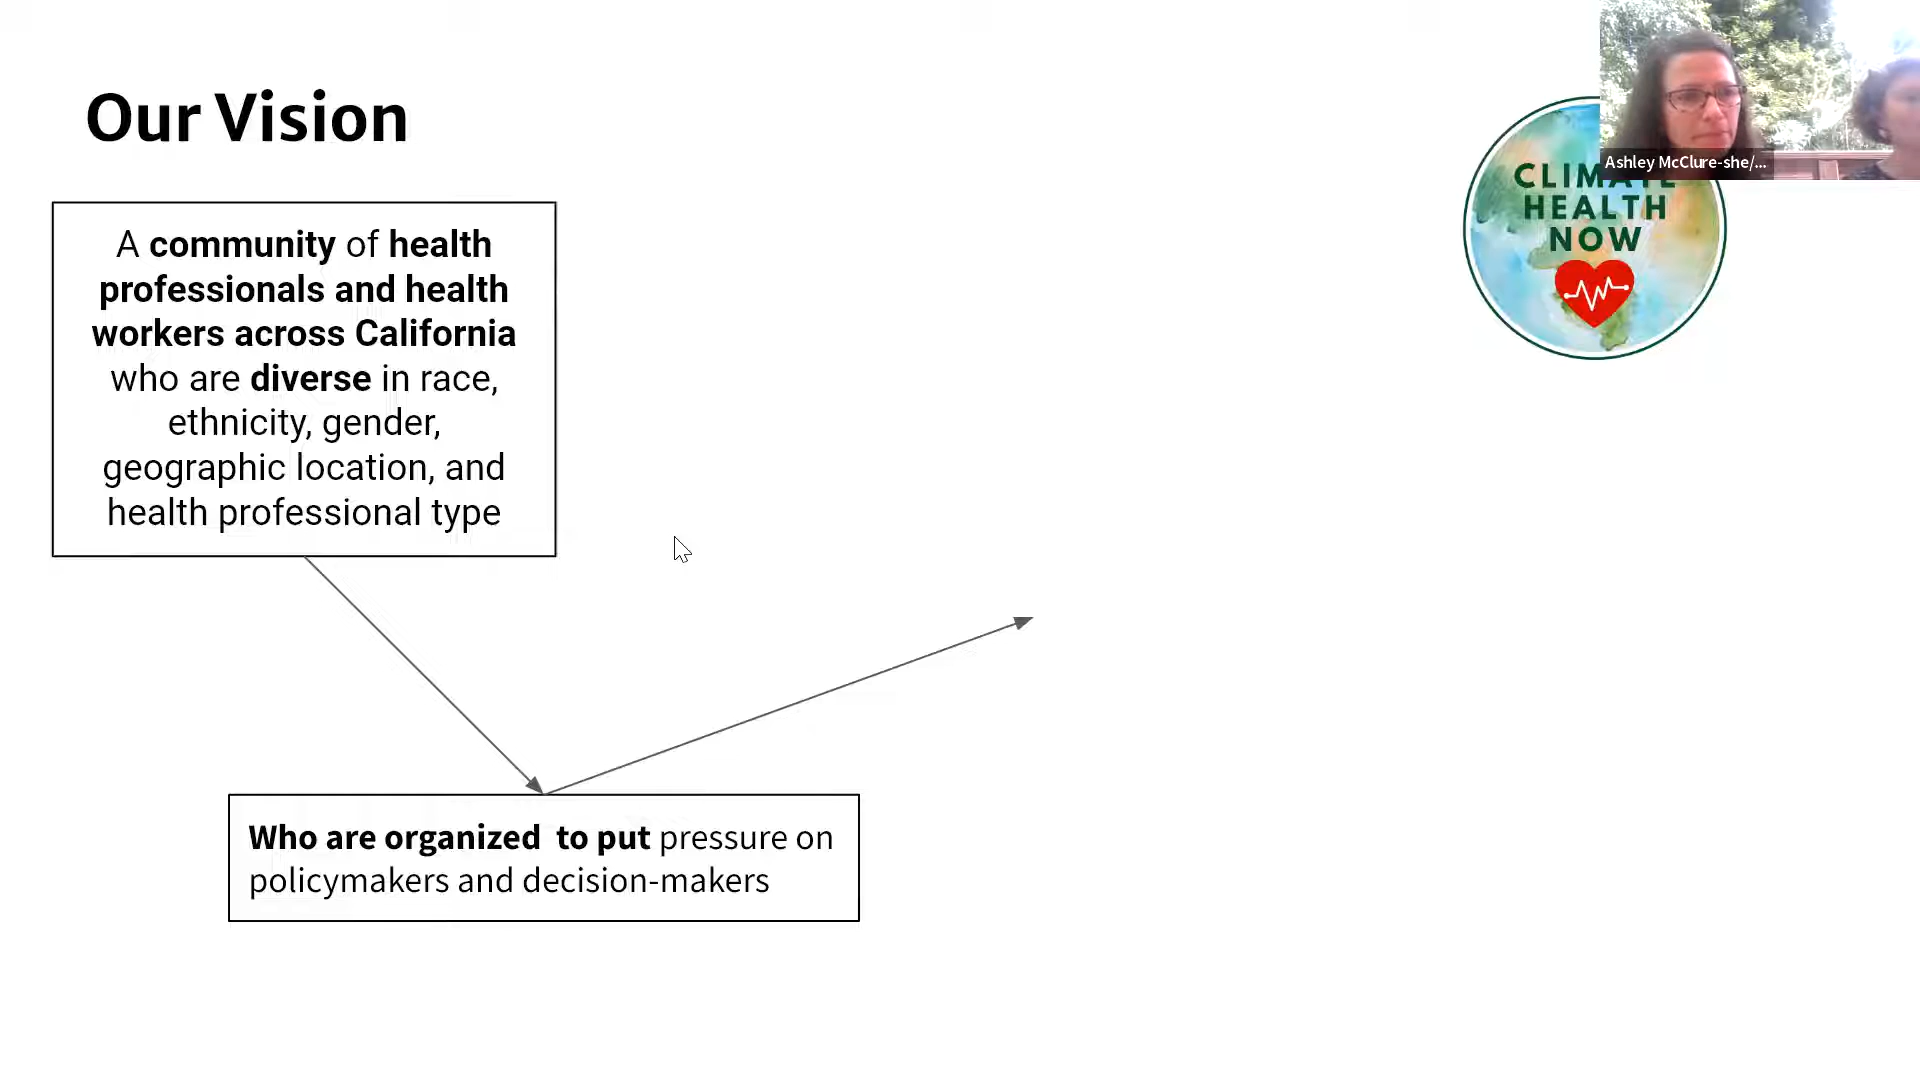 Our Vision
A community of health
professionals and health
workers across California
who are diverse in race,
ethnicity, gender,
geographic location, and
health professional type
Who are organized  to put pressure on
policymakers and decision-makers
CLIMATE
HEALTH
NOW
Ashley McClure-she/...